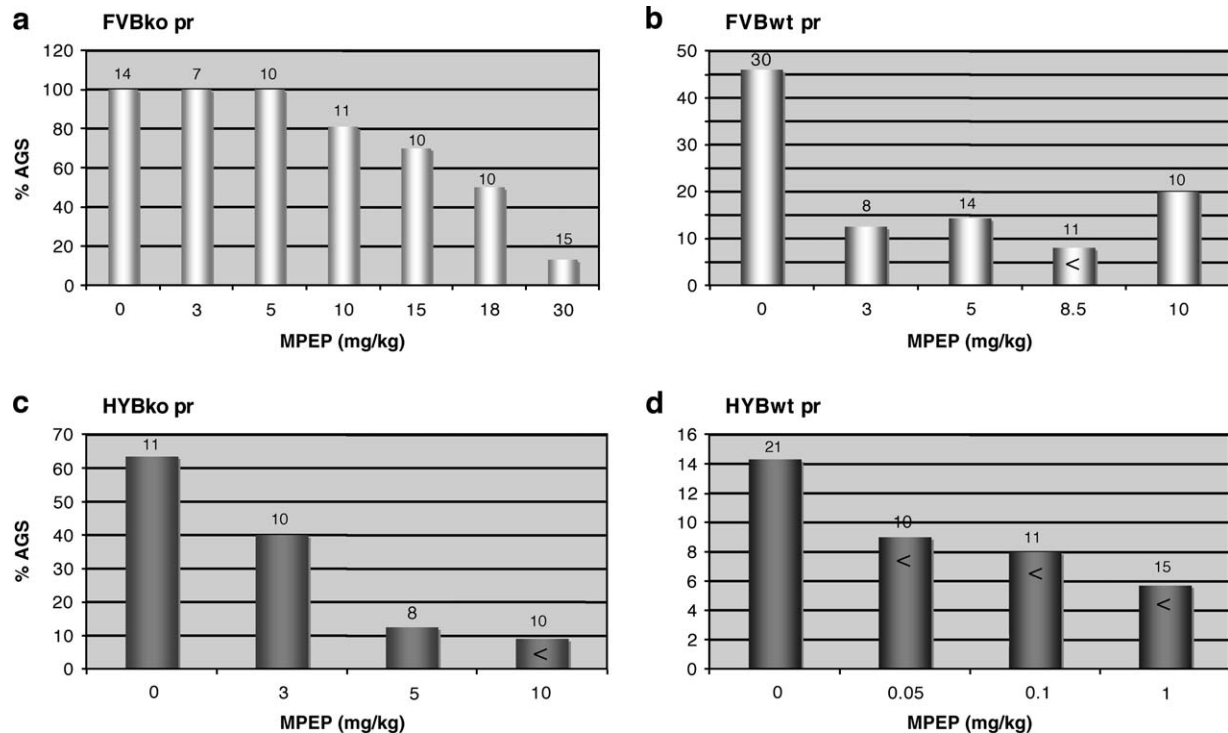 a FVBko pr
% AGS
120
100
80
60
40
20
0
14 7 10 11 10 10 15
0 3 5 10 15 18 30
MPEP (mg/kg)
b FVBwt pr
50
40
30
20
10
0
30 8 14 11 10
<
0 3 5 8.5 10
MPEP (mg/kg)
c HYBko pr
% AGS
70
60
50
40
30
20
10
0
11 10 8 10
<
0 3 5 10
MPEP (mg/kg)
d HYBwt pr
16
14
12
10
8
6
4
2
0
21 10 11 15
< < <
0 0.05 0.1 1
MPEP (mg/kg)